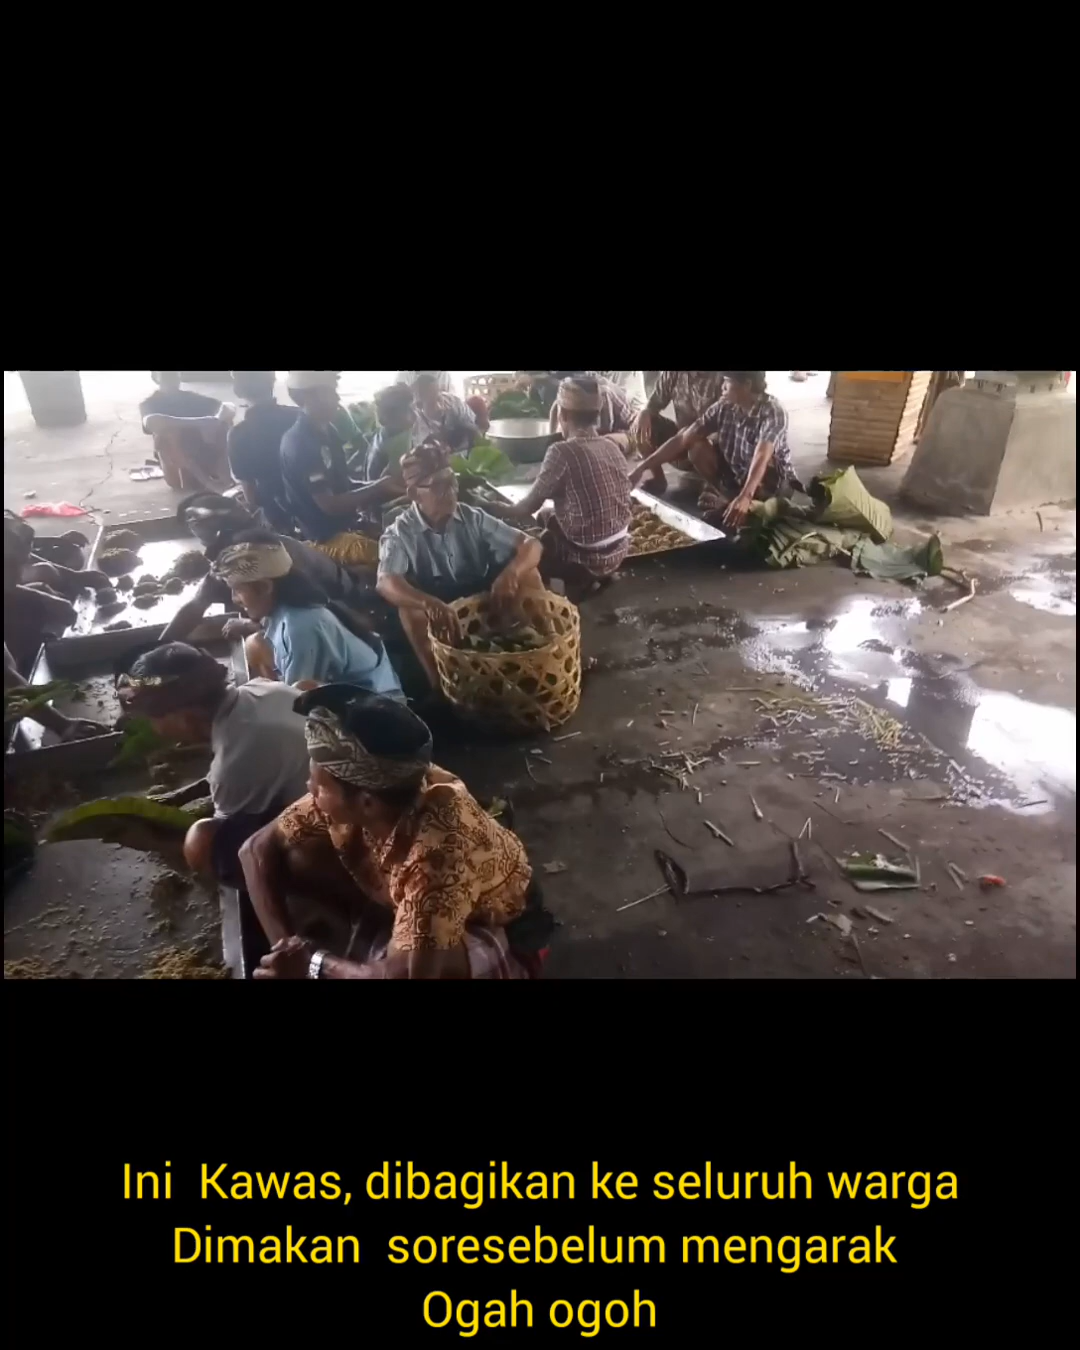 Ini  Kawas, dibagikan ke seluruh warga
Dimakan  soresebelum mengarak
Ogah ogoh